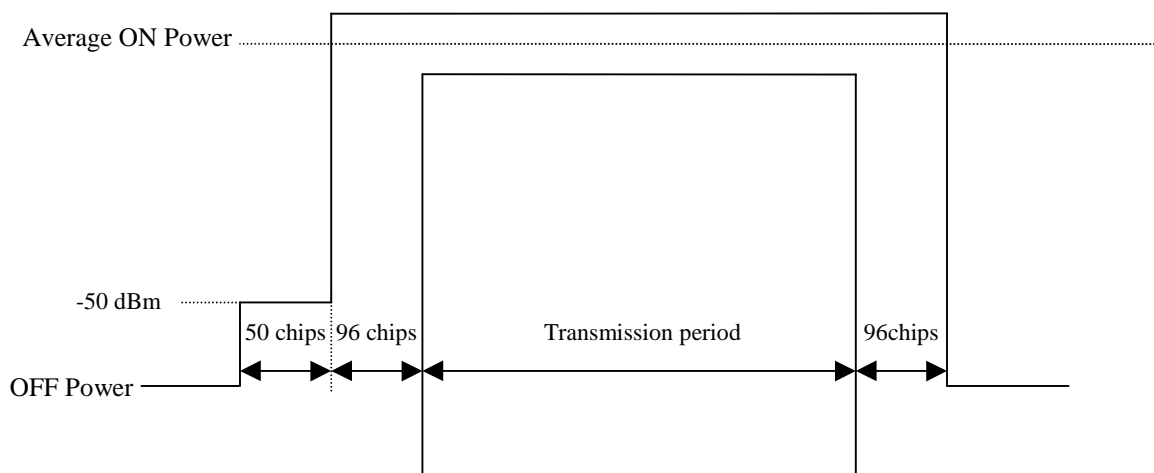 Average ON Power
-50 dBm
50 chips
96 chips
Transmission period
96chips
OFF Power